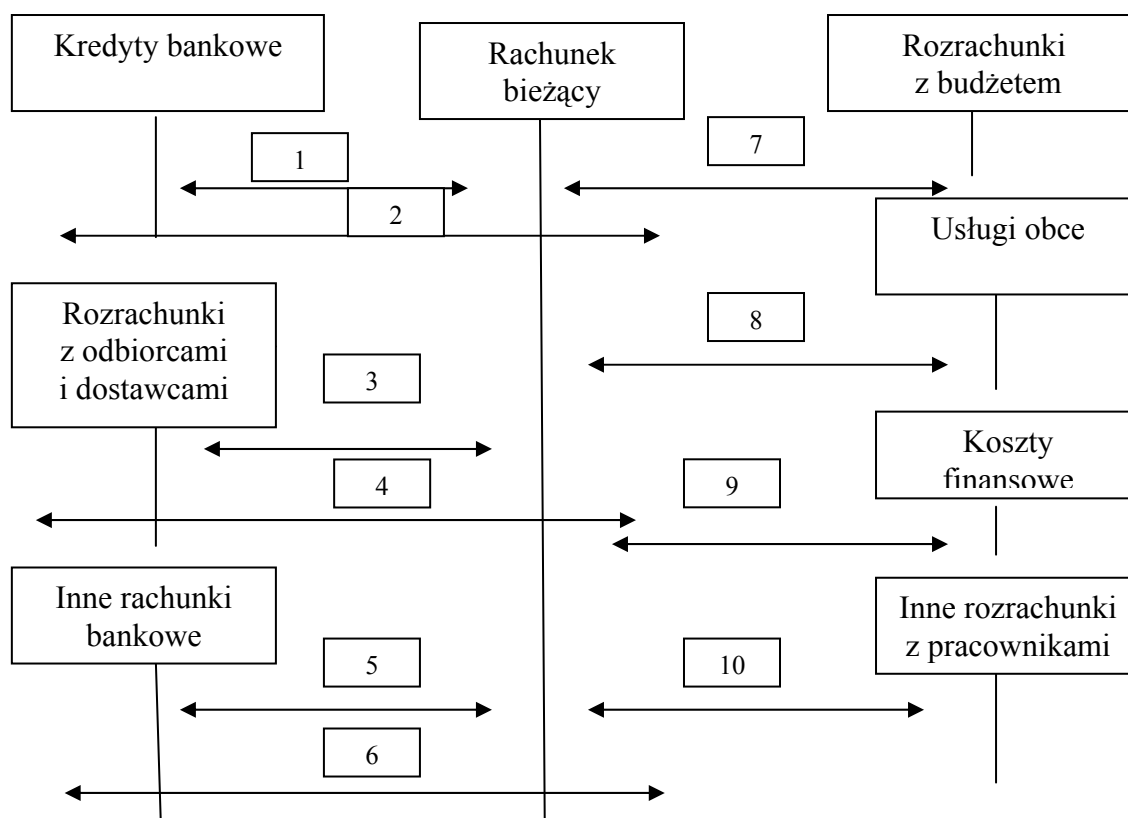 Kredyty bankowe
Rachunek
bieżący
Rozrachunki
z budżetem
1
7
2
Usługi obce
Rozrachunki
z odbiorcami
i dostawcami
8
3
Koszty
finansowe
4
9
Inne rachunki
bankowe
Inne rozrachunki
z pracownikami
5
10
6